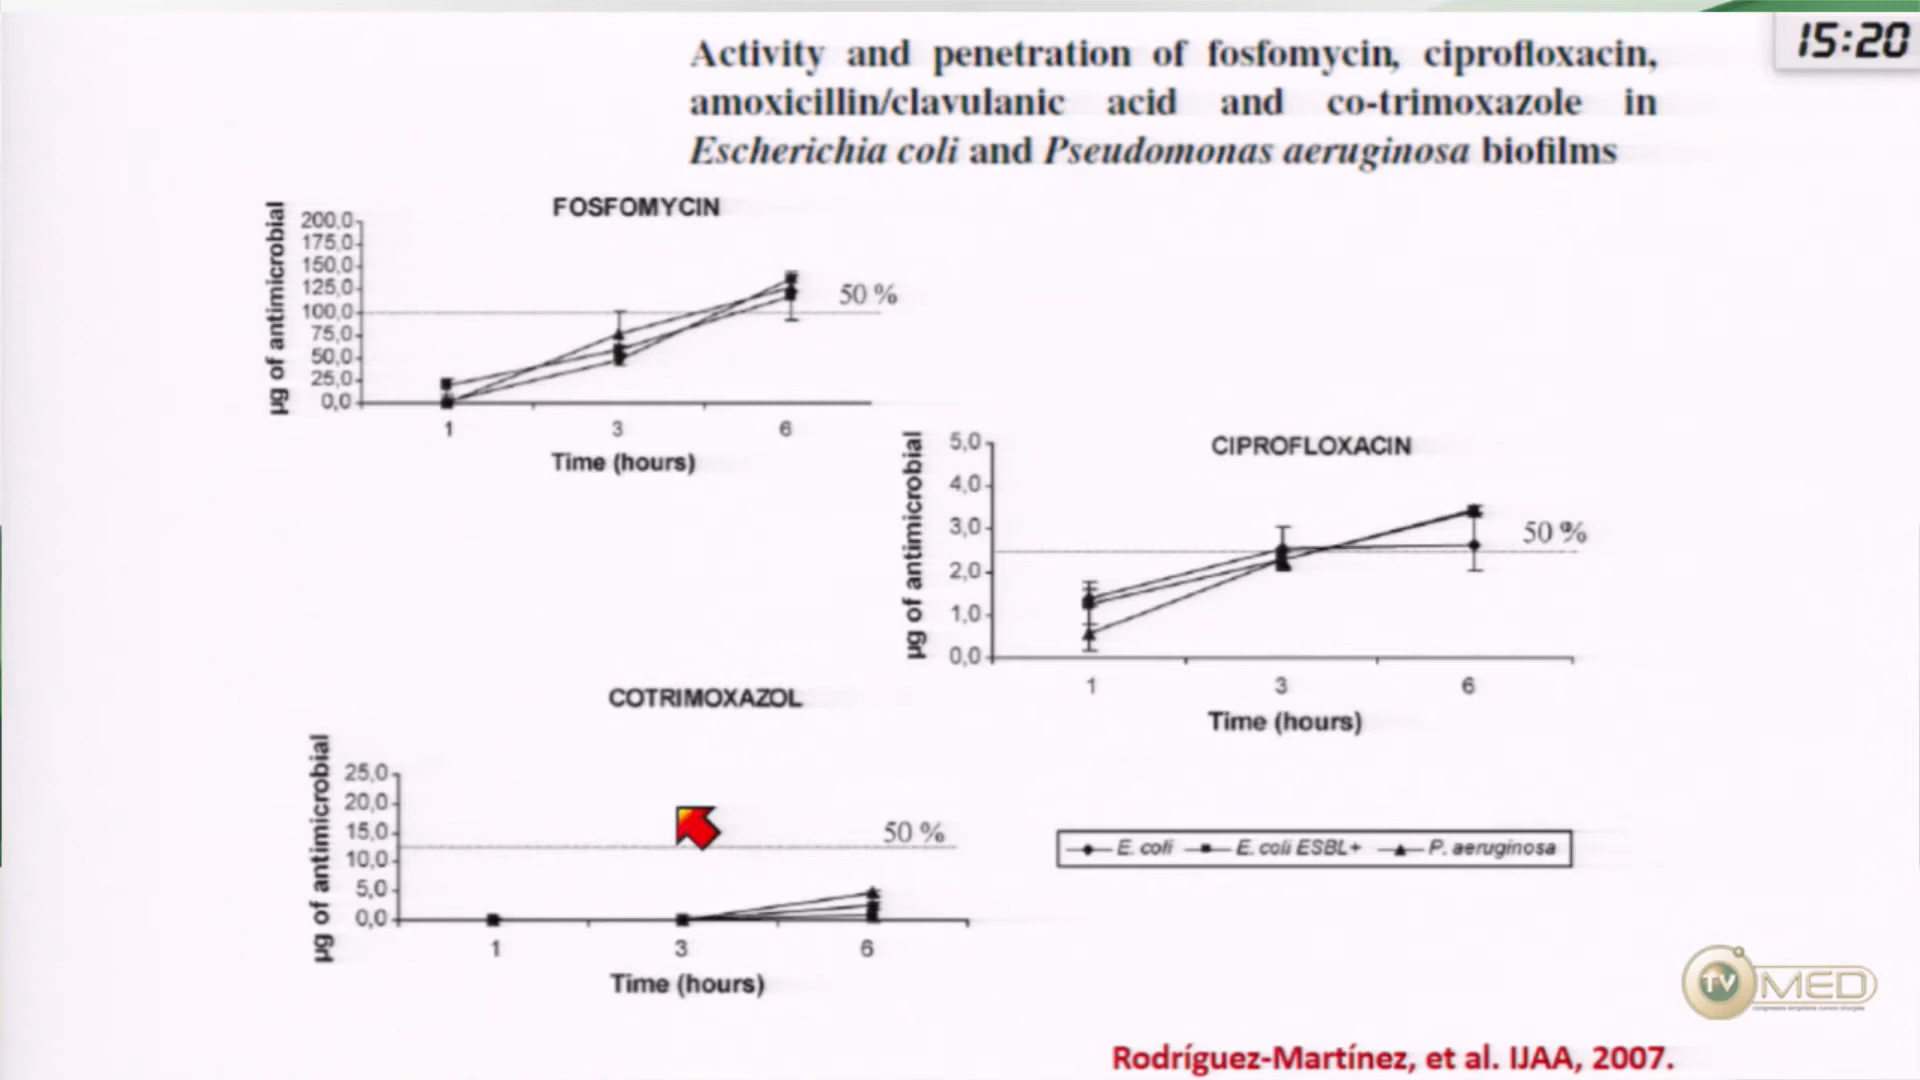 15:20
Activity and penetration of fosfomycin, ciprofloxacin,
amoxicillin/clavulanic acid and co-trimoxazole in
Escherichia coli and Pseudomonas aeruginosa biofilms
FOSFOMYCIN
µg of antimicrobial
200,0
175,0
150,0
125,0
100,0
75,0
50,0
25,0
0,0
50 %
1 3 6
Time (hours)
CIPROFLOXACIN
µg of antimicrobial
5,0
4,0
3,0
2,0
1,0
0,0
50 %
1 3 6
Time (hours)
COTRIMOXAZOL
µg of antimicrobial
25,0
20,0
15,0
10,0
5,0
0,0
50 %
1 3 6
Time (hours)
E. coli E. coli ESBL+ P. aeruginosa
TV MED
Rodríguez-Martínez, et al. IJAA, 2007.